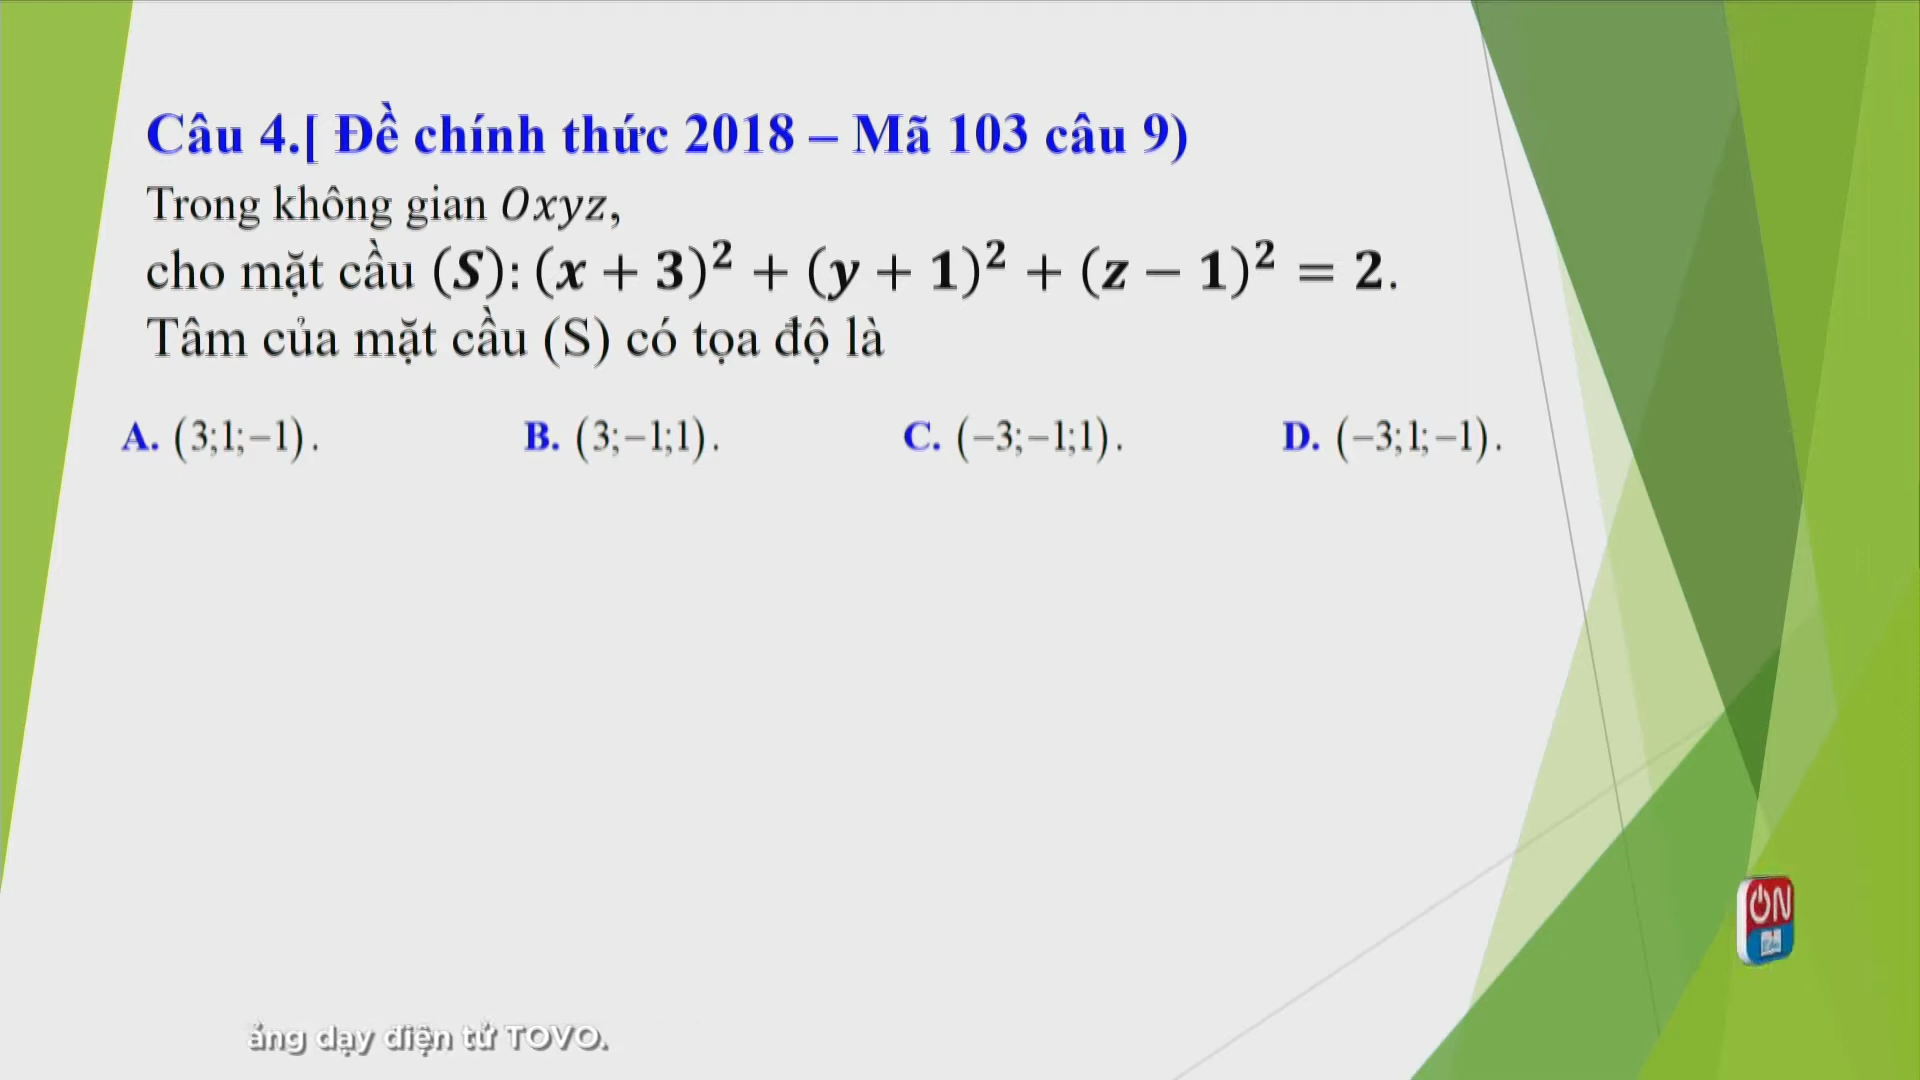 Câu 4.[ Đề chính thức 2018 – Mã 103 câu 9)
Trong không gian Oxyz,
cho mặt cầu (S): (x + 3)² + (y + 1)² + (z − 1)² = 2.
Tâm của mặt cầu (S) có tọa độ là
A. (3;1;−1). B. (3;−1;1). C. (−3;−1;1). D. (−3;1;−1).
ON
ảng dạy điện tử TOVO.